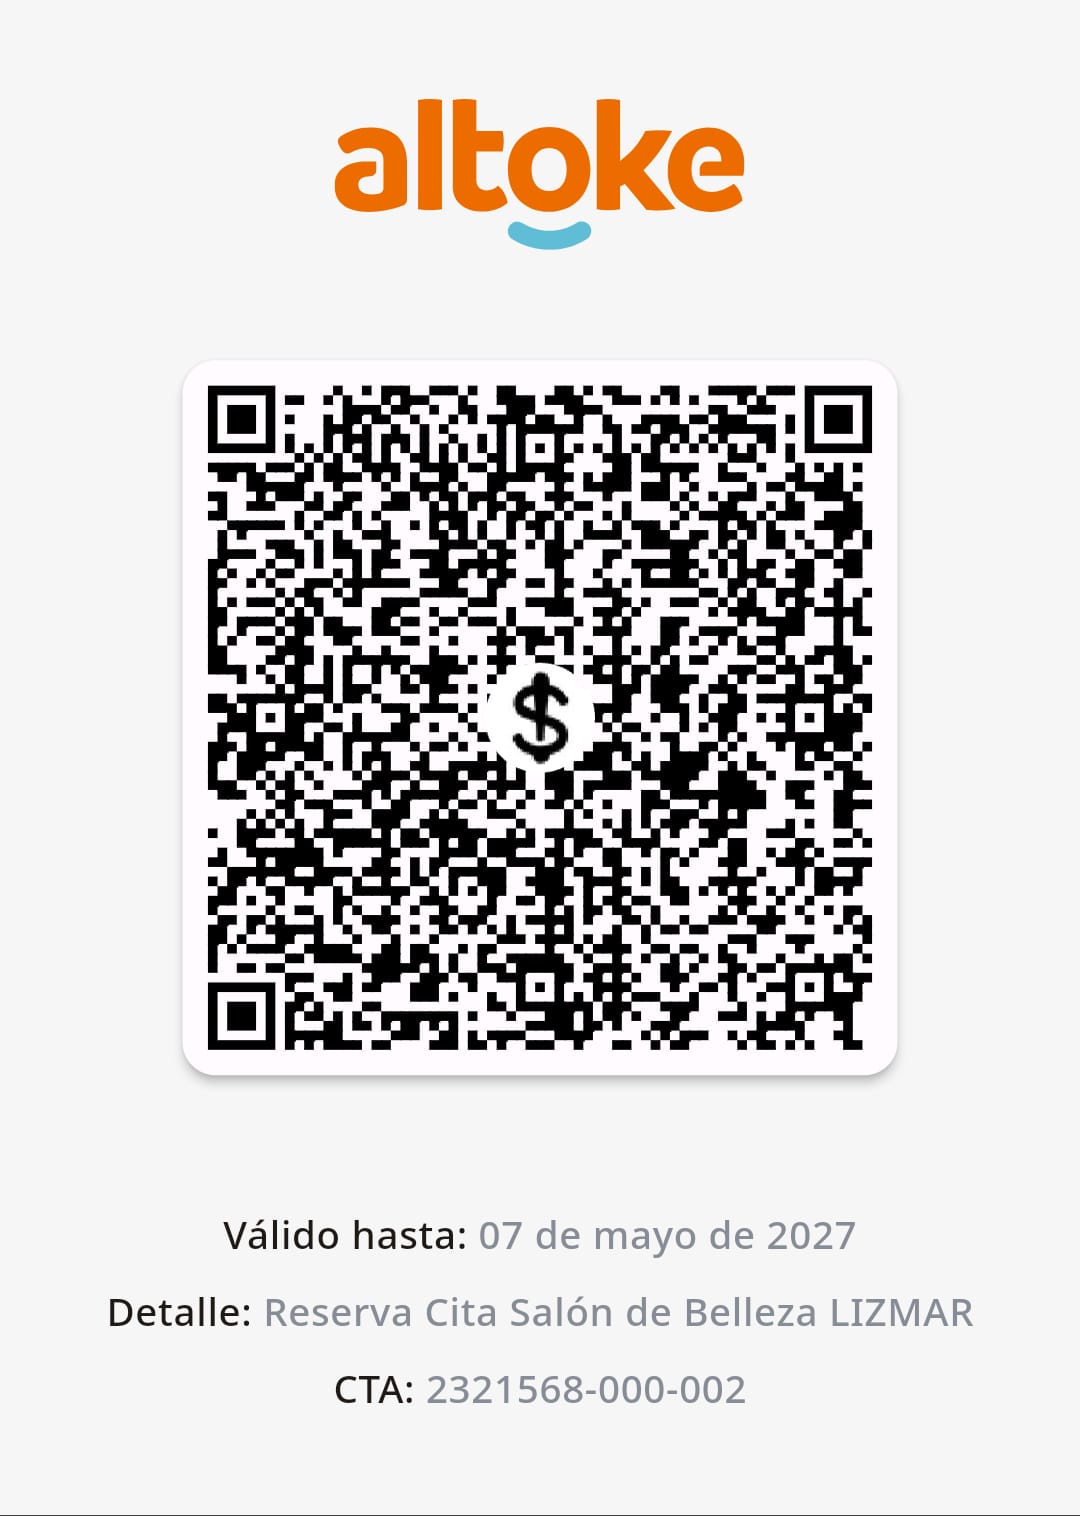 altoke
$
Válido hasta: 07 de mayo de 2027
Detalle: Reserva Cita Salón de Belleza LIZMAR
CTA: 2321568-000-002